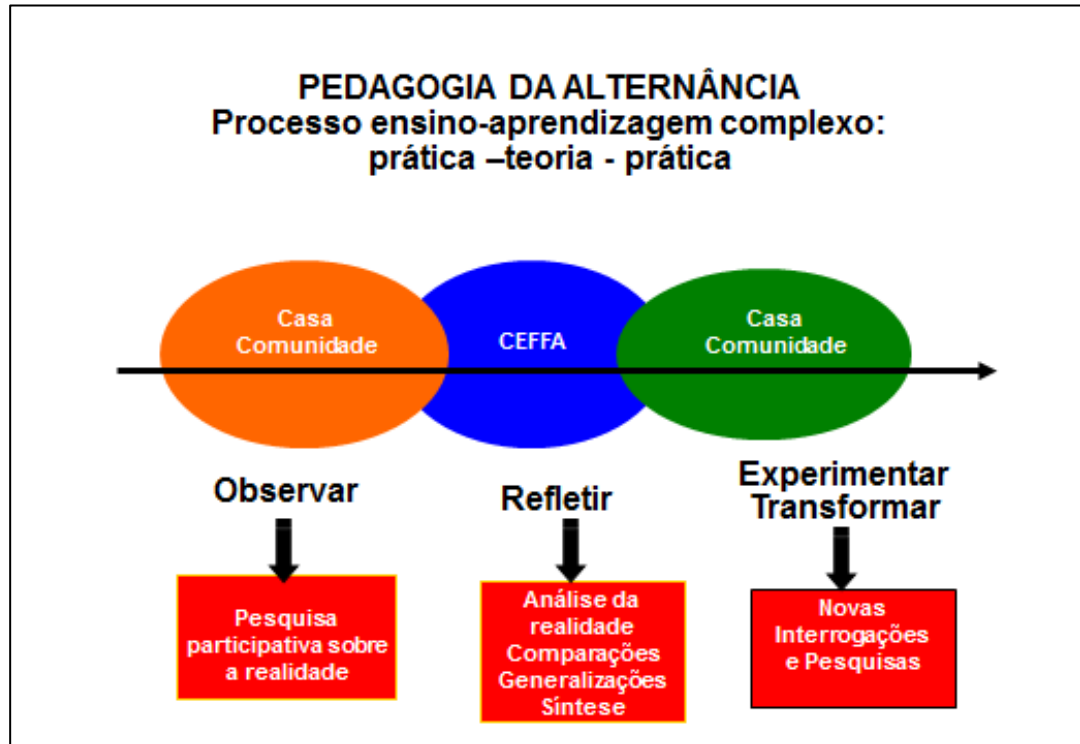 PEDAGOGIA DA ALTERNÂNCIA
Processo ensino-aprendizagem complexo:
prática –teoria - prática
Casa
Comunidade
CEFFA
Casa
Comunidade
Observar
Refletir
Experimentar
Transformar
Pesquisa
participativa sobre
a realidade
Análise da
realidade
Comparações
Generalizações
Síntese
Novas
Interrogações
e Pesquisas